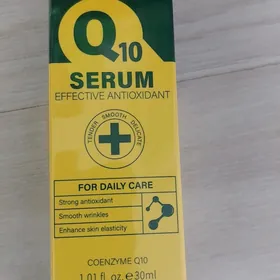 Q10
SERUM
EFFECTIVE ANTIOXIDANT
TENDER SMOOTH DELICATE
FOR DAILY CARE
Strong antioxidant
Smooth wrinkles
Enhance skin elasticity
COENZYME Q10
1.01 fl. oz. ℮ 30ml